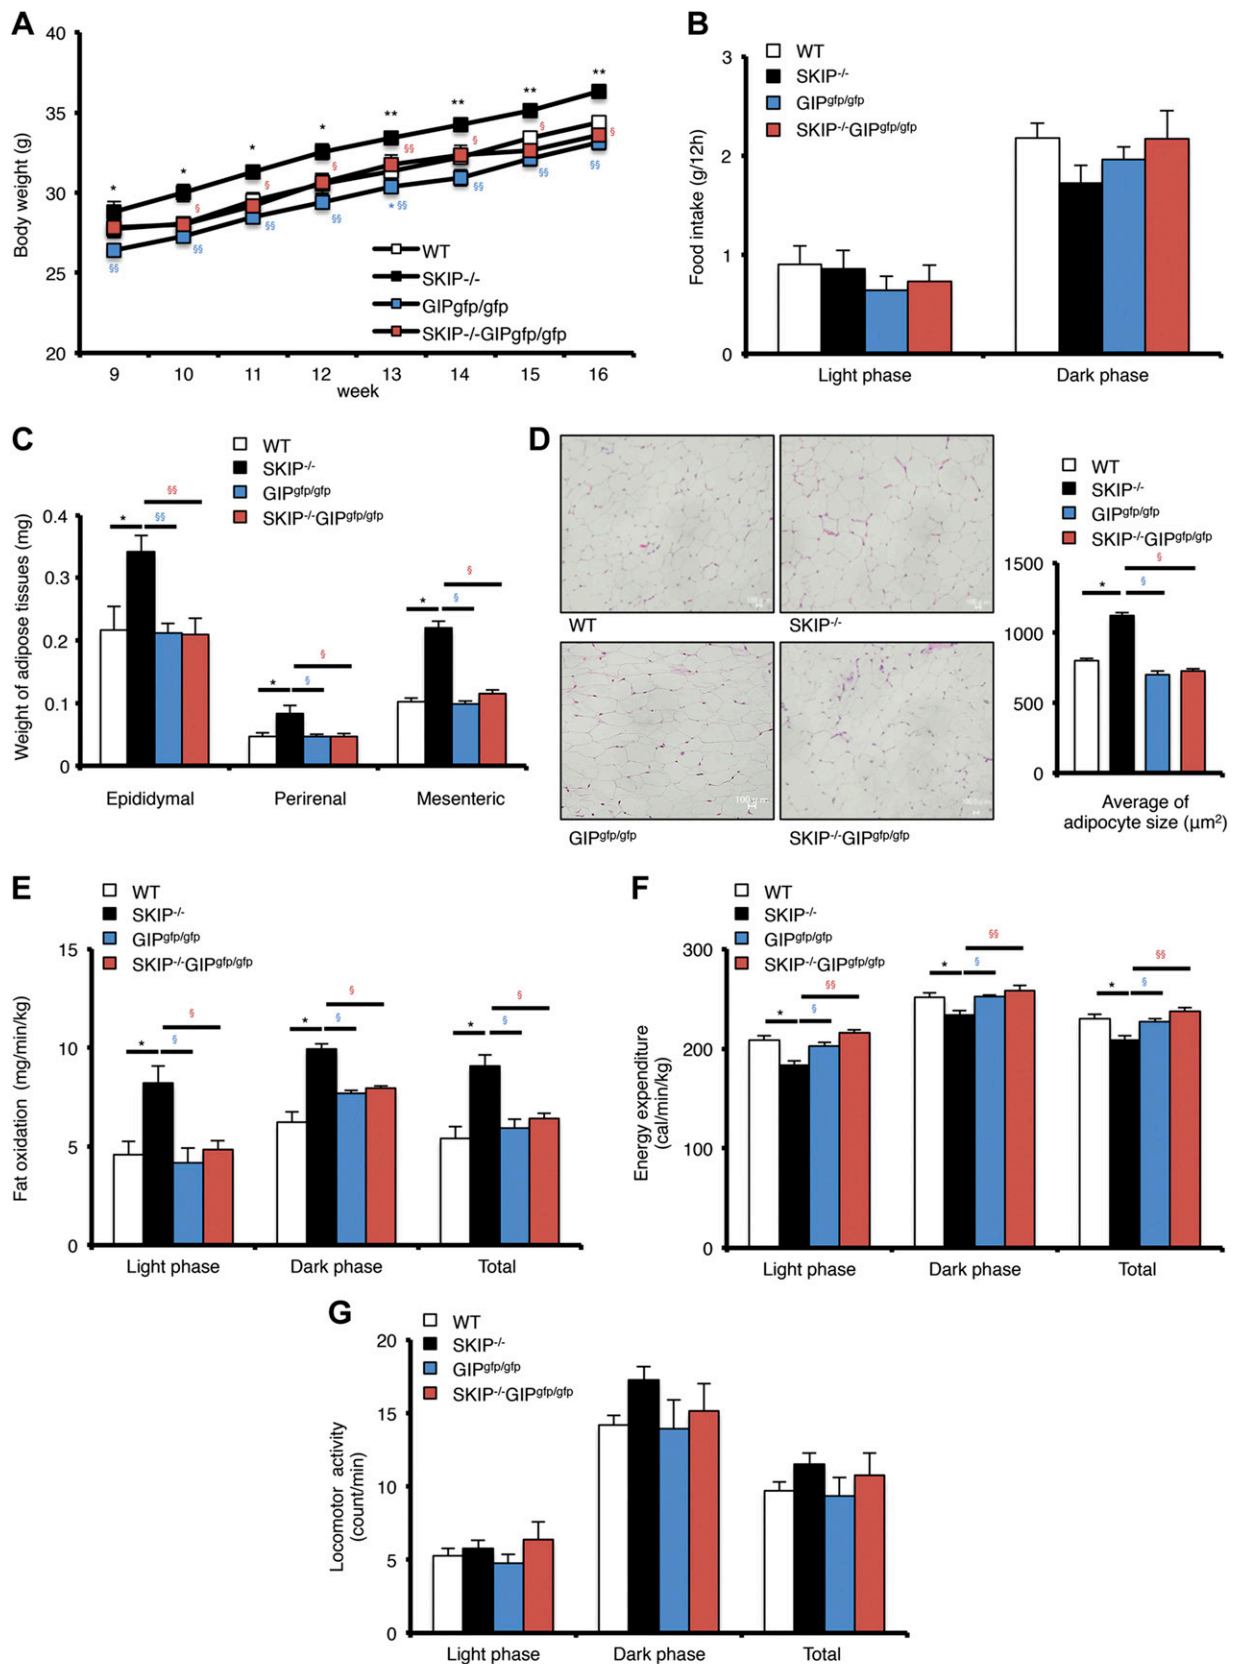 A
40
35
30
25
20
Body weight (g)
*
*
*
*
**
**
**
**
§
§
§
§§
§
§
§
§§
§§
§§
§§
* §§
§§
§§
§§
WT
SKIP-/-
GIPgfp/gfp
SKIP-/-GIPgfp/gfp
9 10 11 12 13 14 15 16
week
B
WT
SKIP-/-
GIPgfp/gfp
SKIP-/-GIPgfp/gfp
3
2
1
0
Food intake (g/12h)
Light phase Dark phase
C
WT
SKIP-/-
GIPgfp/gfp
SKIP-/-GIPgfp/gfp
0.4
0.3
0.2
0.1
0
Weight of adipose tissues (mg)
§§
* §§
§
* §
§
* §
Epididymal Perirenal Mesenteric
D
WT
SKIP-/-
GIPgfp/gfp
SKIP-/-GIPgfp/gfp
WT
SKIP-/-
GIPgfp/gfp
SKIP-/-GIPgfp/gfp
1500
1000
500
0
§
* §
Average of
adipocyte size (µm2)
E
WT
SKIP-/-
GIPgfp/gfp
SKIP-/-GIPgfp/gfp
15
10
5
0
Fat oxidation (mg/min/kg)
§
* §
§
* §
§
* §
Light phase Dark phase Total
F
WT
SKIP-/-
GIPgfp/gfp
SKIP-/-GIPgfp/gfp
300
200
100
0
Energy expenditure
(cal/min/kg)
§§
* §
§§
* §
§§
* §
Light phase Dark phase Total
G
WT
SKIP-/-
GIPgfp/gfp
SKIP-/-GIPgfp/gfp
20
15
10
5
0
Locomotor activity
(count/min)
Light phase Dark phase Total